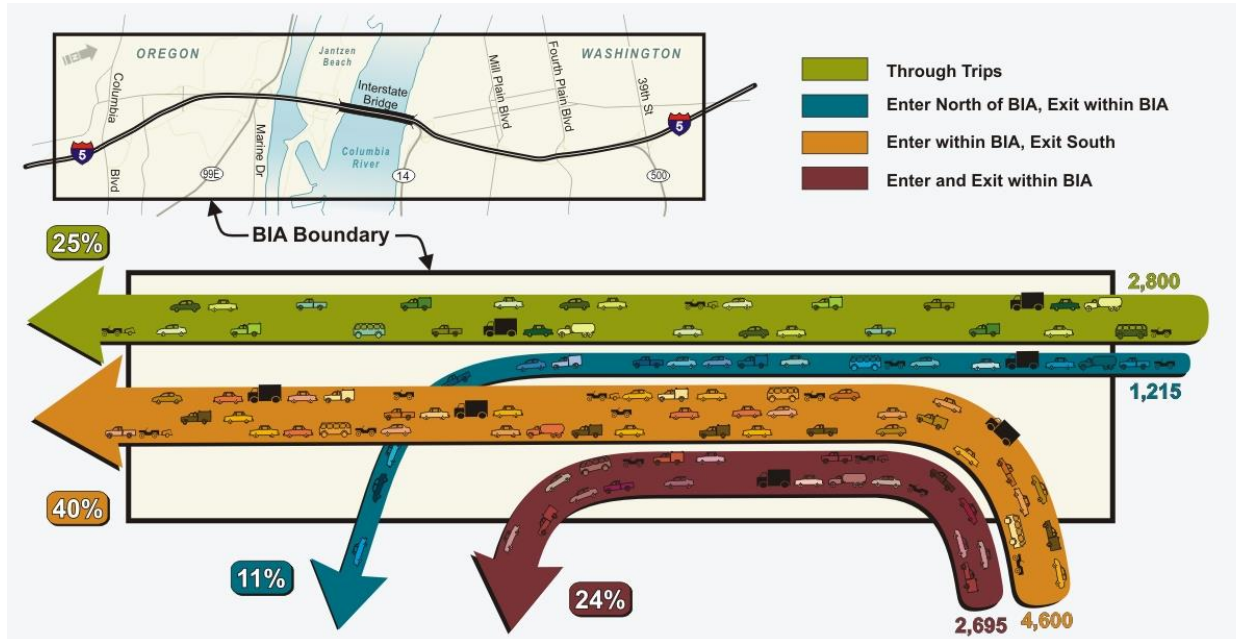 OREGON
Jantzen
Beach
WASHINGTON
Columbia
Blvd
Marine Dr
Interstate
Bridge
Columbia
River
Mill Plain Blvd
Fourth Plain Blvd
39th St
5
5
99E
14
500
Through Trips
Enter North of BIA, Exit within BIA
Enter within BIA, Exit South
Enter and Exit within BIA
BIA Boundary
25%
2,800
1,215
40%
11%
24%
2,695
4,600